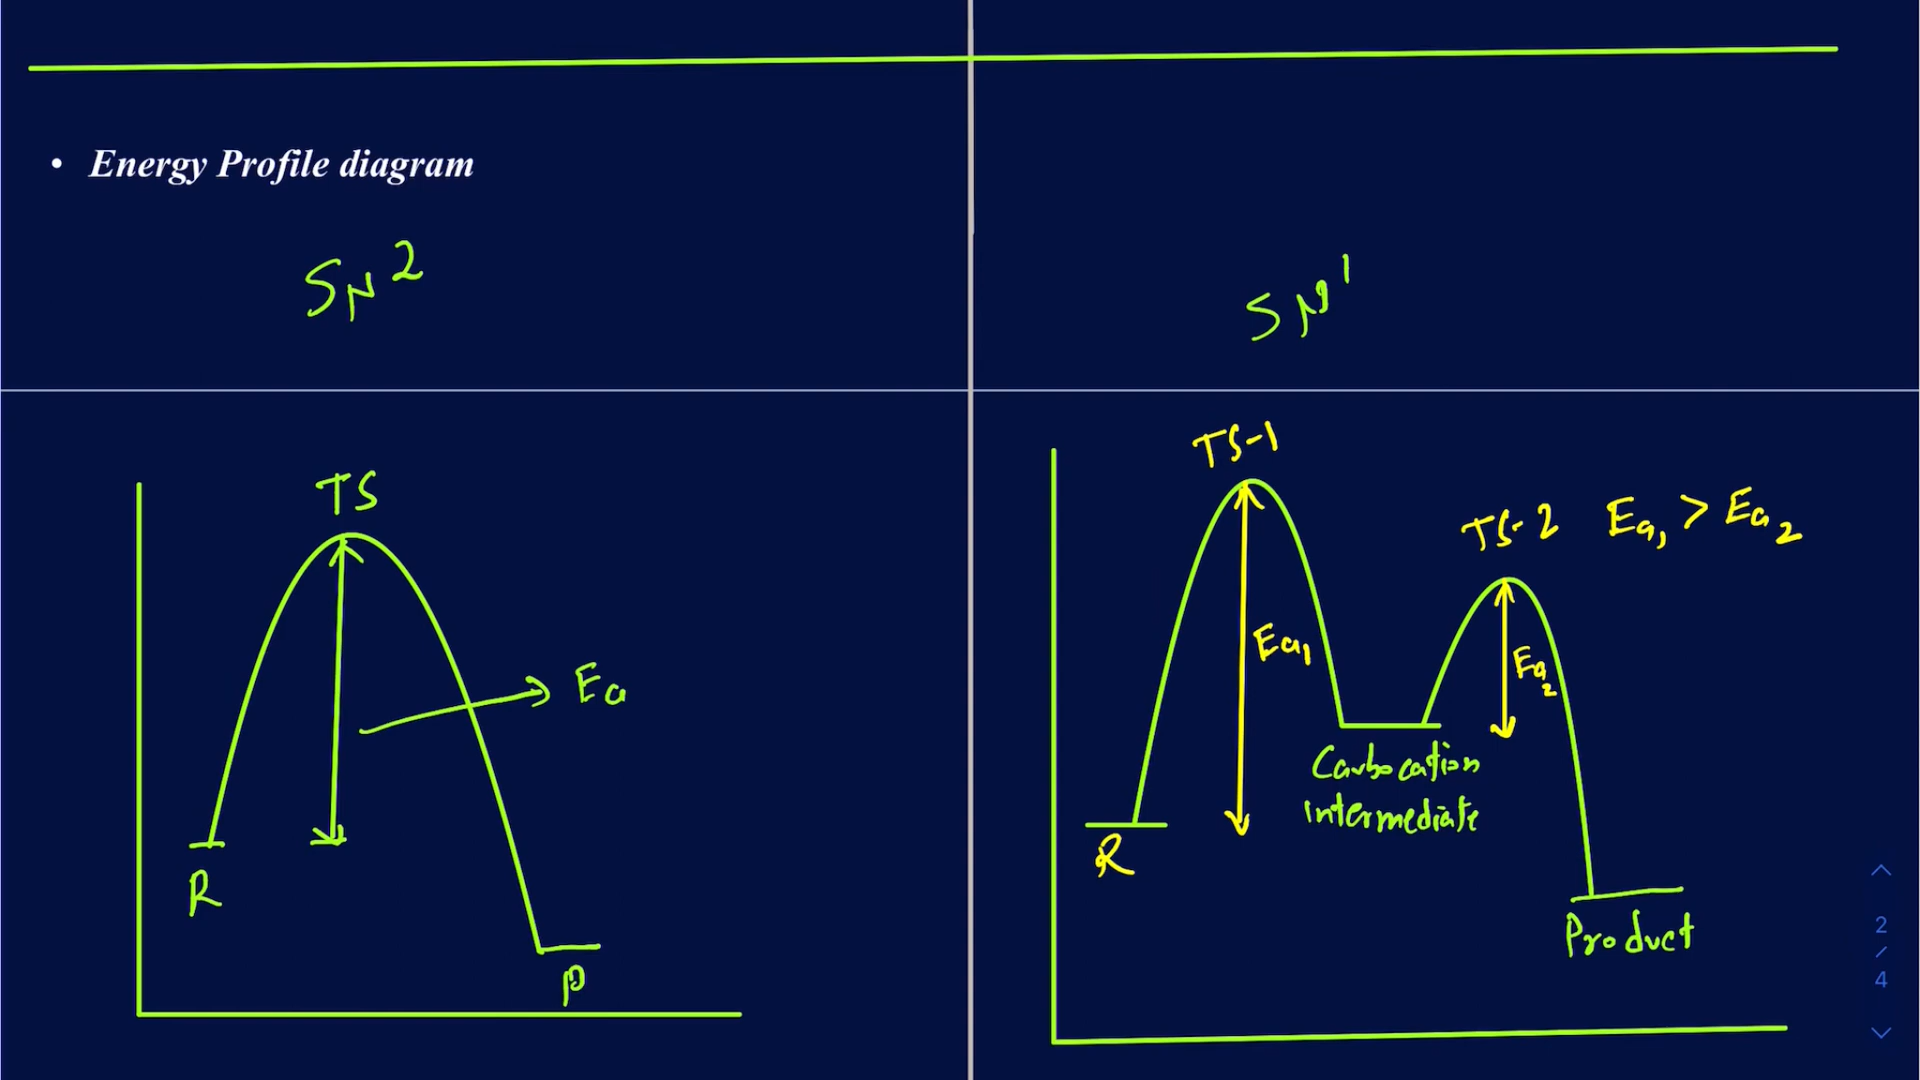 • Energy Profile diagram
SN2
SN1
TS
Ea
R
P
TS-1
TS-2 Ea1 > Ea2
Ea1
Ea2
Carbocation
intermediate
R
Product
2
/
4